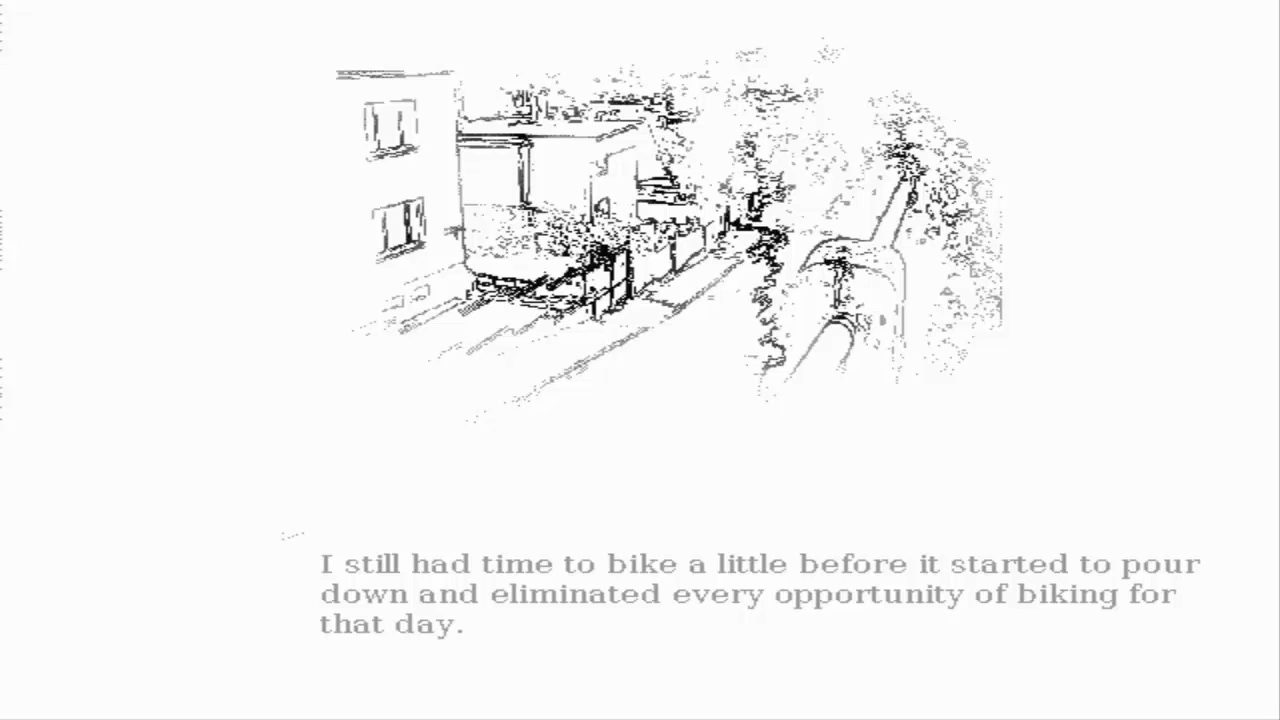 I still had time to bike a little before it started to pour
down and eliminated every opportunity of biking for
that day.